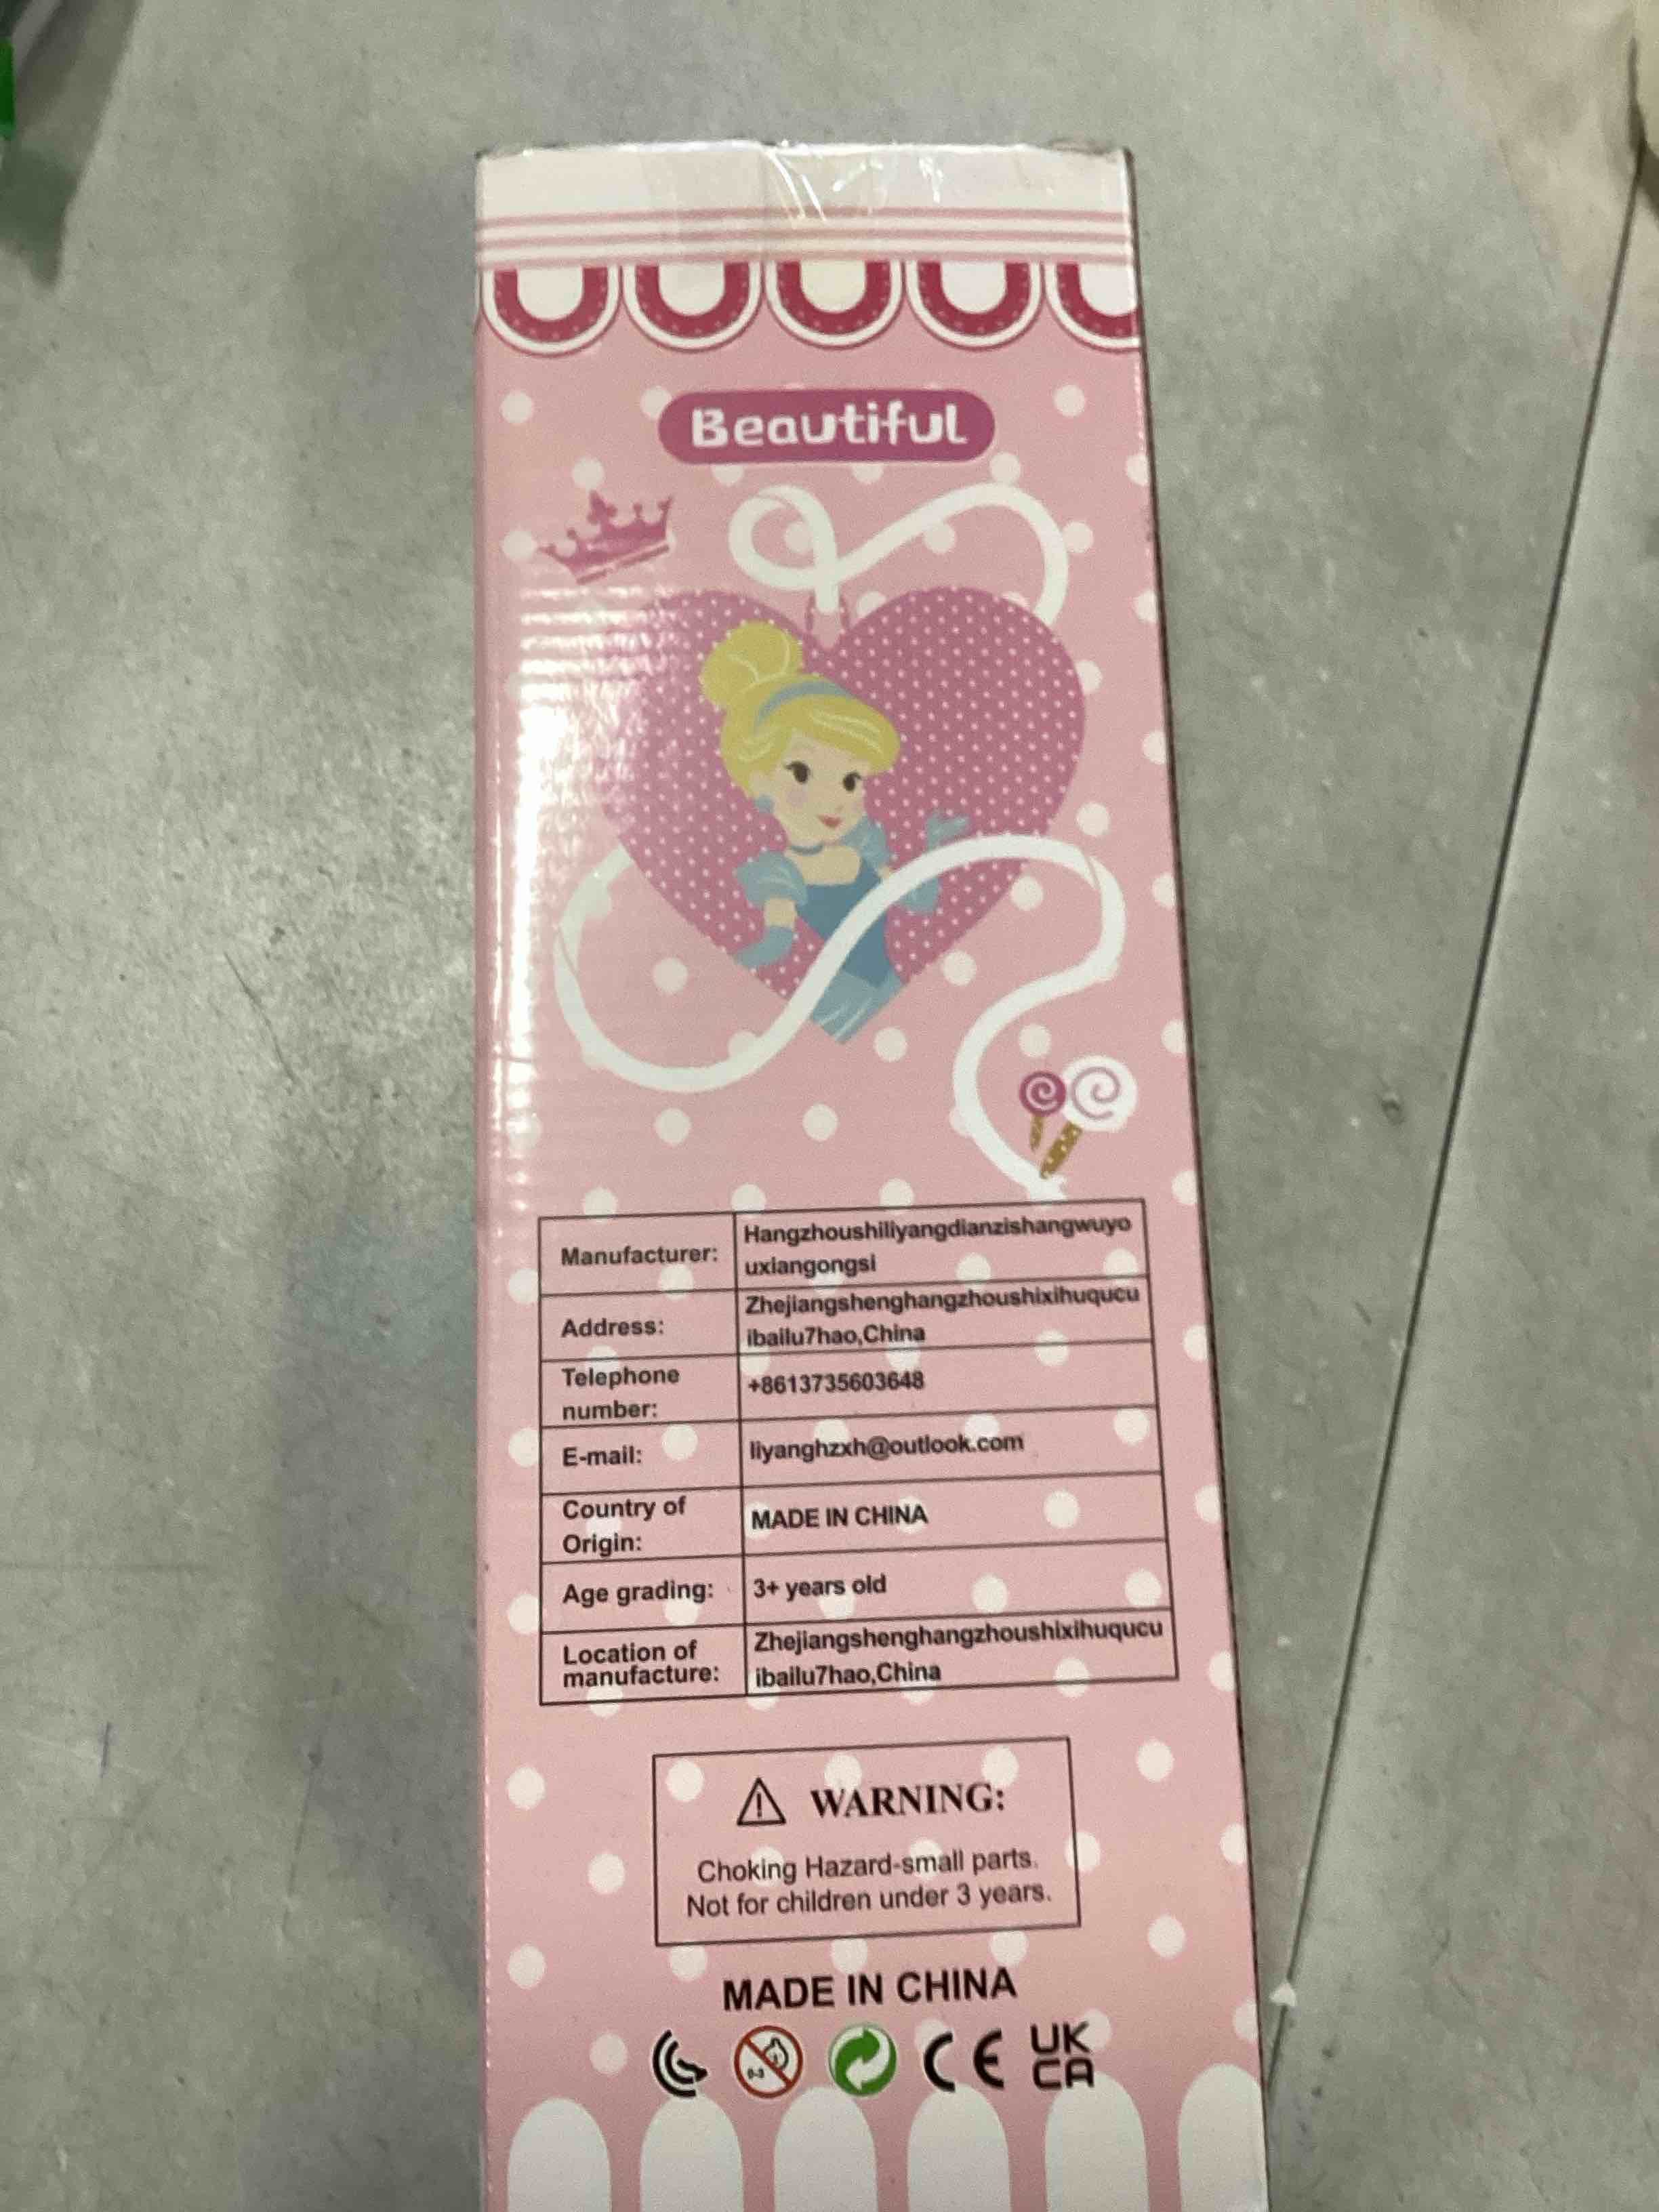 Beautiful
Manufacturer:
Hangzhoushiliyangdianzishangwuyo
uxiangongsi
Address:
Zhejiangshenghangzhoushixihuqucu
ibailu7hao,China
Telephone
number:
+8613735603648
E-mail:
liyanghzxh@outlook.com
Country of
Origin:
MADE IN CHINA
Age grading:
3+ years old
Location of
manufacture:
Zhejiangshenghangzhoushixihuqucu
ibailu7hao,China
WARNING:
Choking Hazard-small parts.
Not for children under 3 years.
MADE IN CHINA
0-3
CE
UK
CA